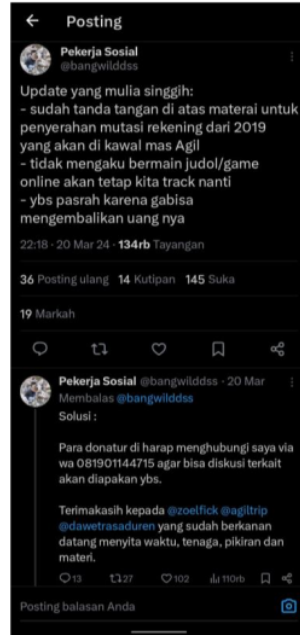 Posting
Pekerja Sosial
@bangwilddss
Update yang mulia singgih:
- sudah tanda tangan di atas materai untuk
penyerahan mutasi rekening dari 2019
yang akan di kawal mas Agil
- tidak mengaku bermain judol/game
online akan tetap kita track nanti
- ybs pasrah karena gabisa
mengembalikan uang nya
22:18 · 20 Mar 24 · 134rb Tayangan
36 Posting ulang 14 Kutipan 145 Suka
19 Markah
Pekerja Sosial @bangwilddss · 20 Mar
Membalas @bangwilddss
Solusi :
Para donatur di harap menghubungi saya via
wa 081901144715 agar bisa diskusi terkait
akan diapakan ybs.
Terimakasih kepada @zoelfick @agiltrip
@dawetrasaduren yang sudah berkanan
datang menyita waktu, tenaga, pikiran dan
materi.
13 27 102 110rb
Posting balasan Anda